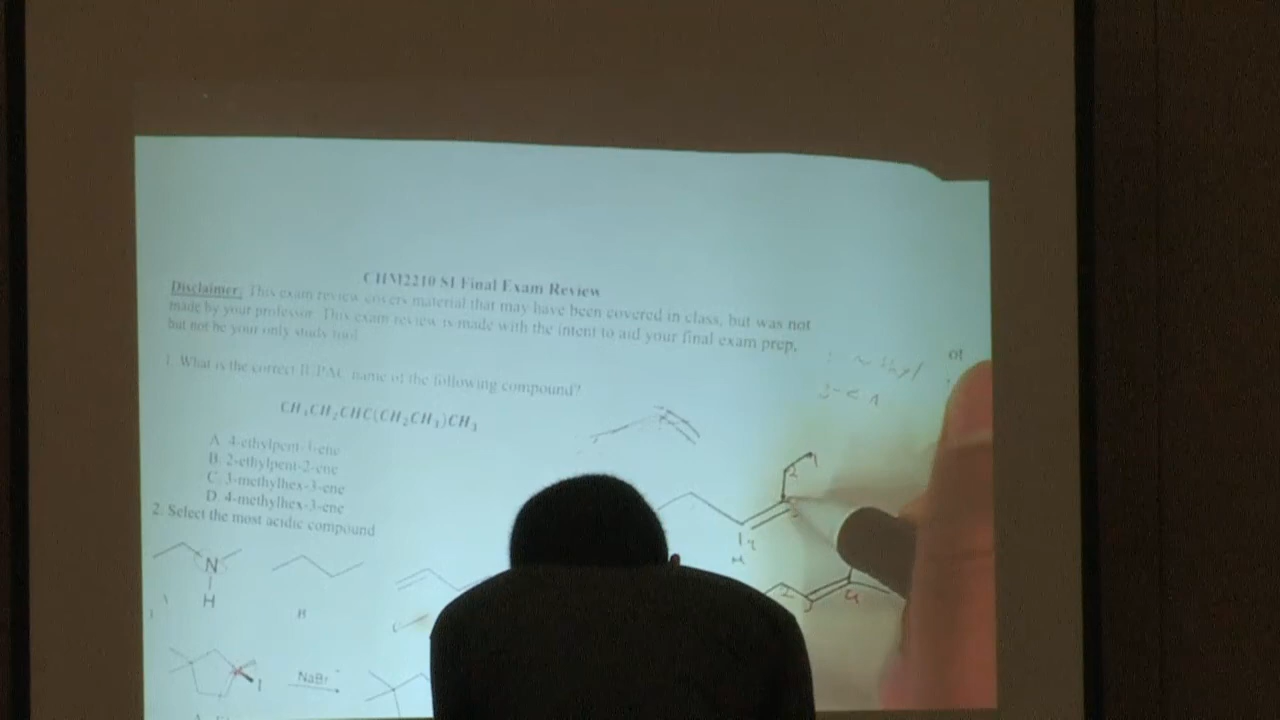 CHM2210 SI Final Exam Review
Disclaimer: This exam review covers material that may have been covered in class, but was not
made by your professor. This exam review is made with the intent to aid your final exam prep,
but not be your only study tool
1. What is the correct IUPAC name of the following compound?
CH₃CH₂CHC(CH₂CH₃)CH₃
A. 4-ethylpent-3-ene
B. 2-ethylpent-2-ene
C. 3-methylhex-3-ene
D. 4-methylhex-3-ene
2. Select the most acidic compound
N
H
B
NaBr
I